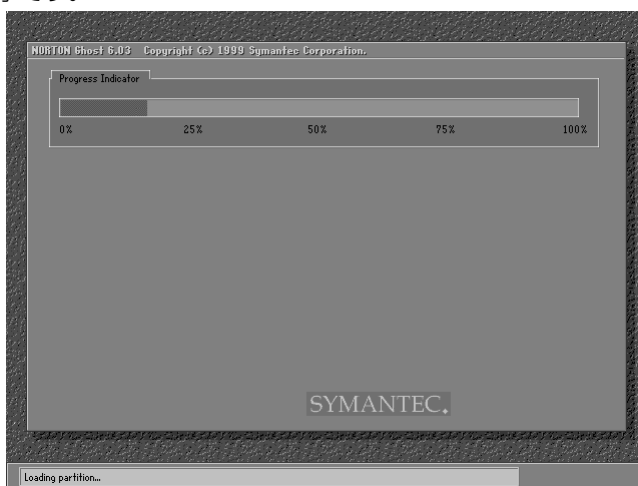 NORTON Ghost 6.03 Copyright (c) 1999 Symantec Corporation.
Progress Indicator
0% 25% 50% 75% 100%
SYMANTEC.
Loading partition...